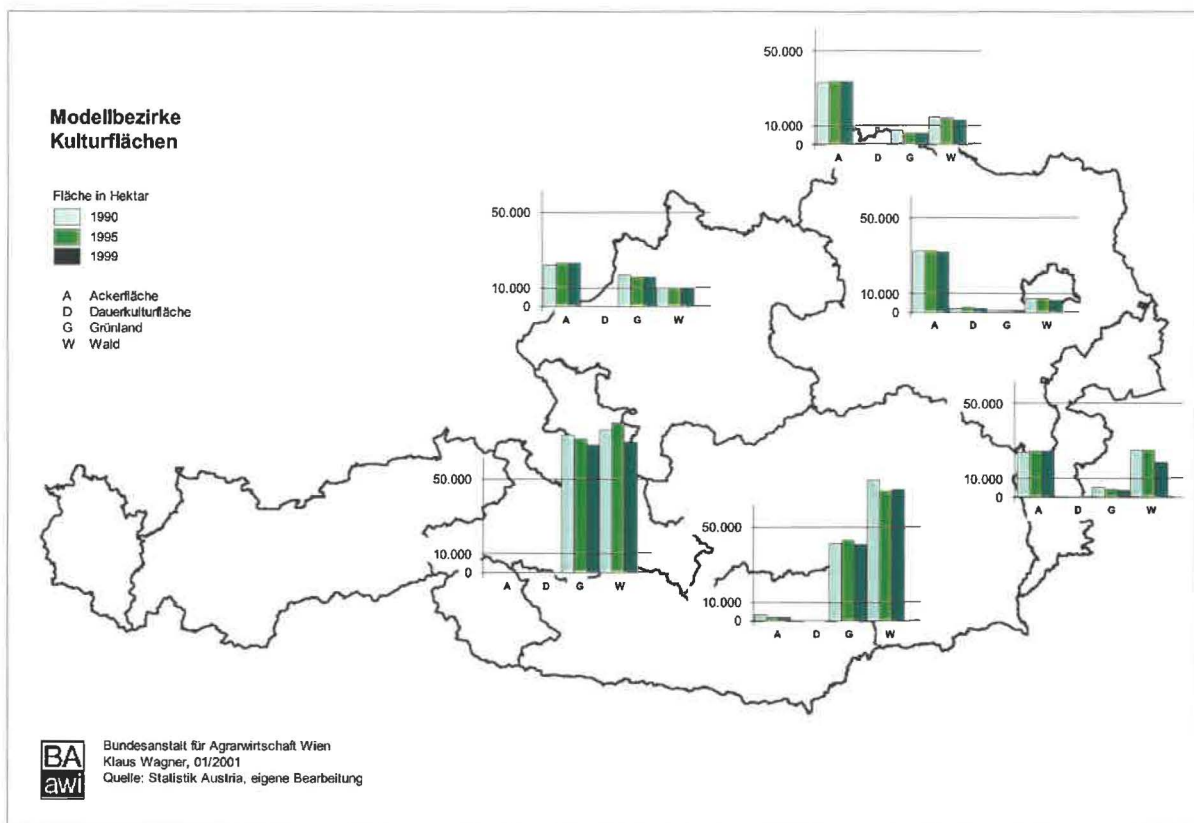 Modellbezirke
Kulturflächen
Fläche in Hektar
1990
1995
1999
A Ackerfläche
D Dauerkulturfläche
G Grünland
W Wald
50.000
10.000
0
A D G W
50.000
10.000
0
A D G W
50.000
10.000
0
A D G W
50.000
10.000
0
A D G W
50.000
10.000
0
A D G W
50.000
10.000
0
A D G W
BA
awi
Bundesanstalt für Agrarwirtschaft Wien
Klaus Wagner, 01/2001
Quelle: Statistik Austria, eigene Bearbeitung